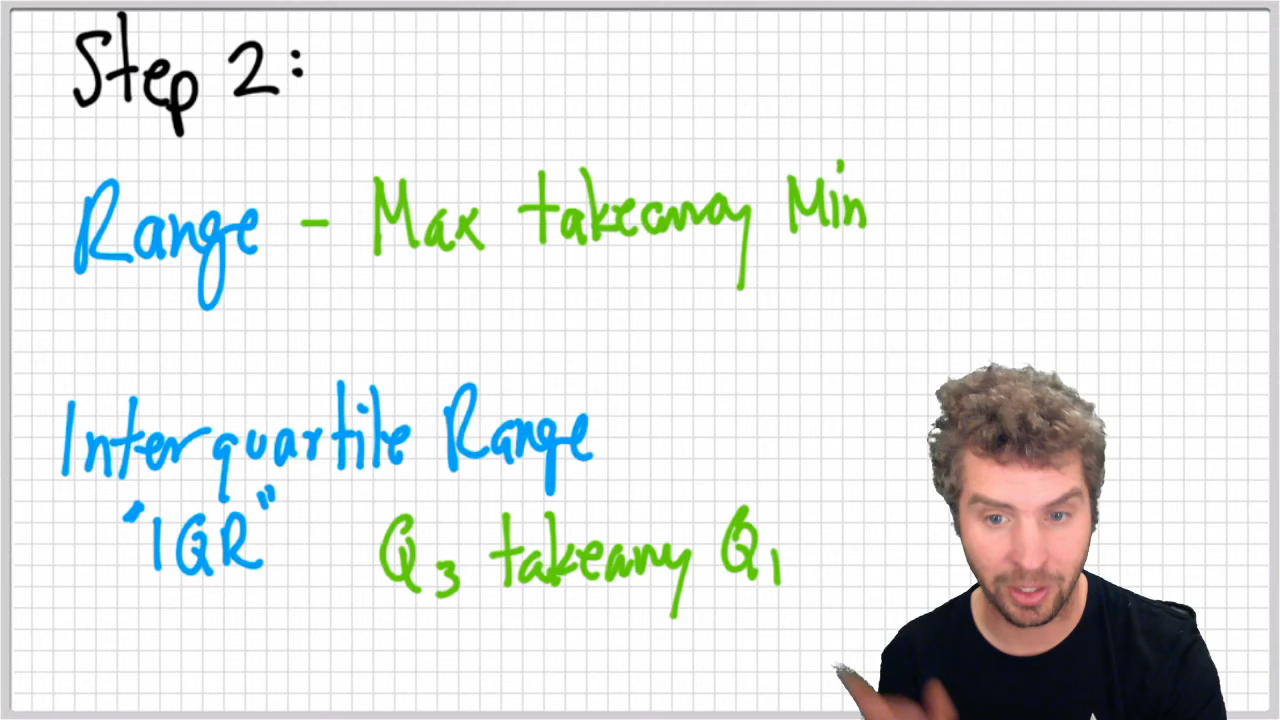 Step 2:
Range - Max takeaway Min
Interquartile Range
"IQR" Q3 takeaway Q1